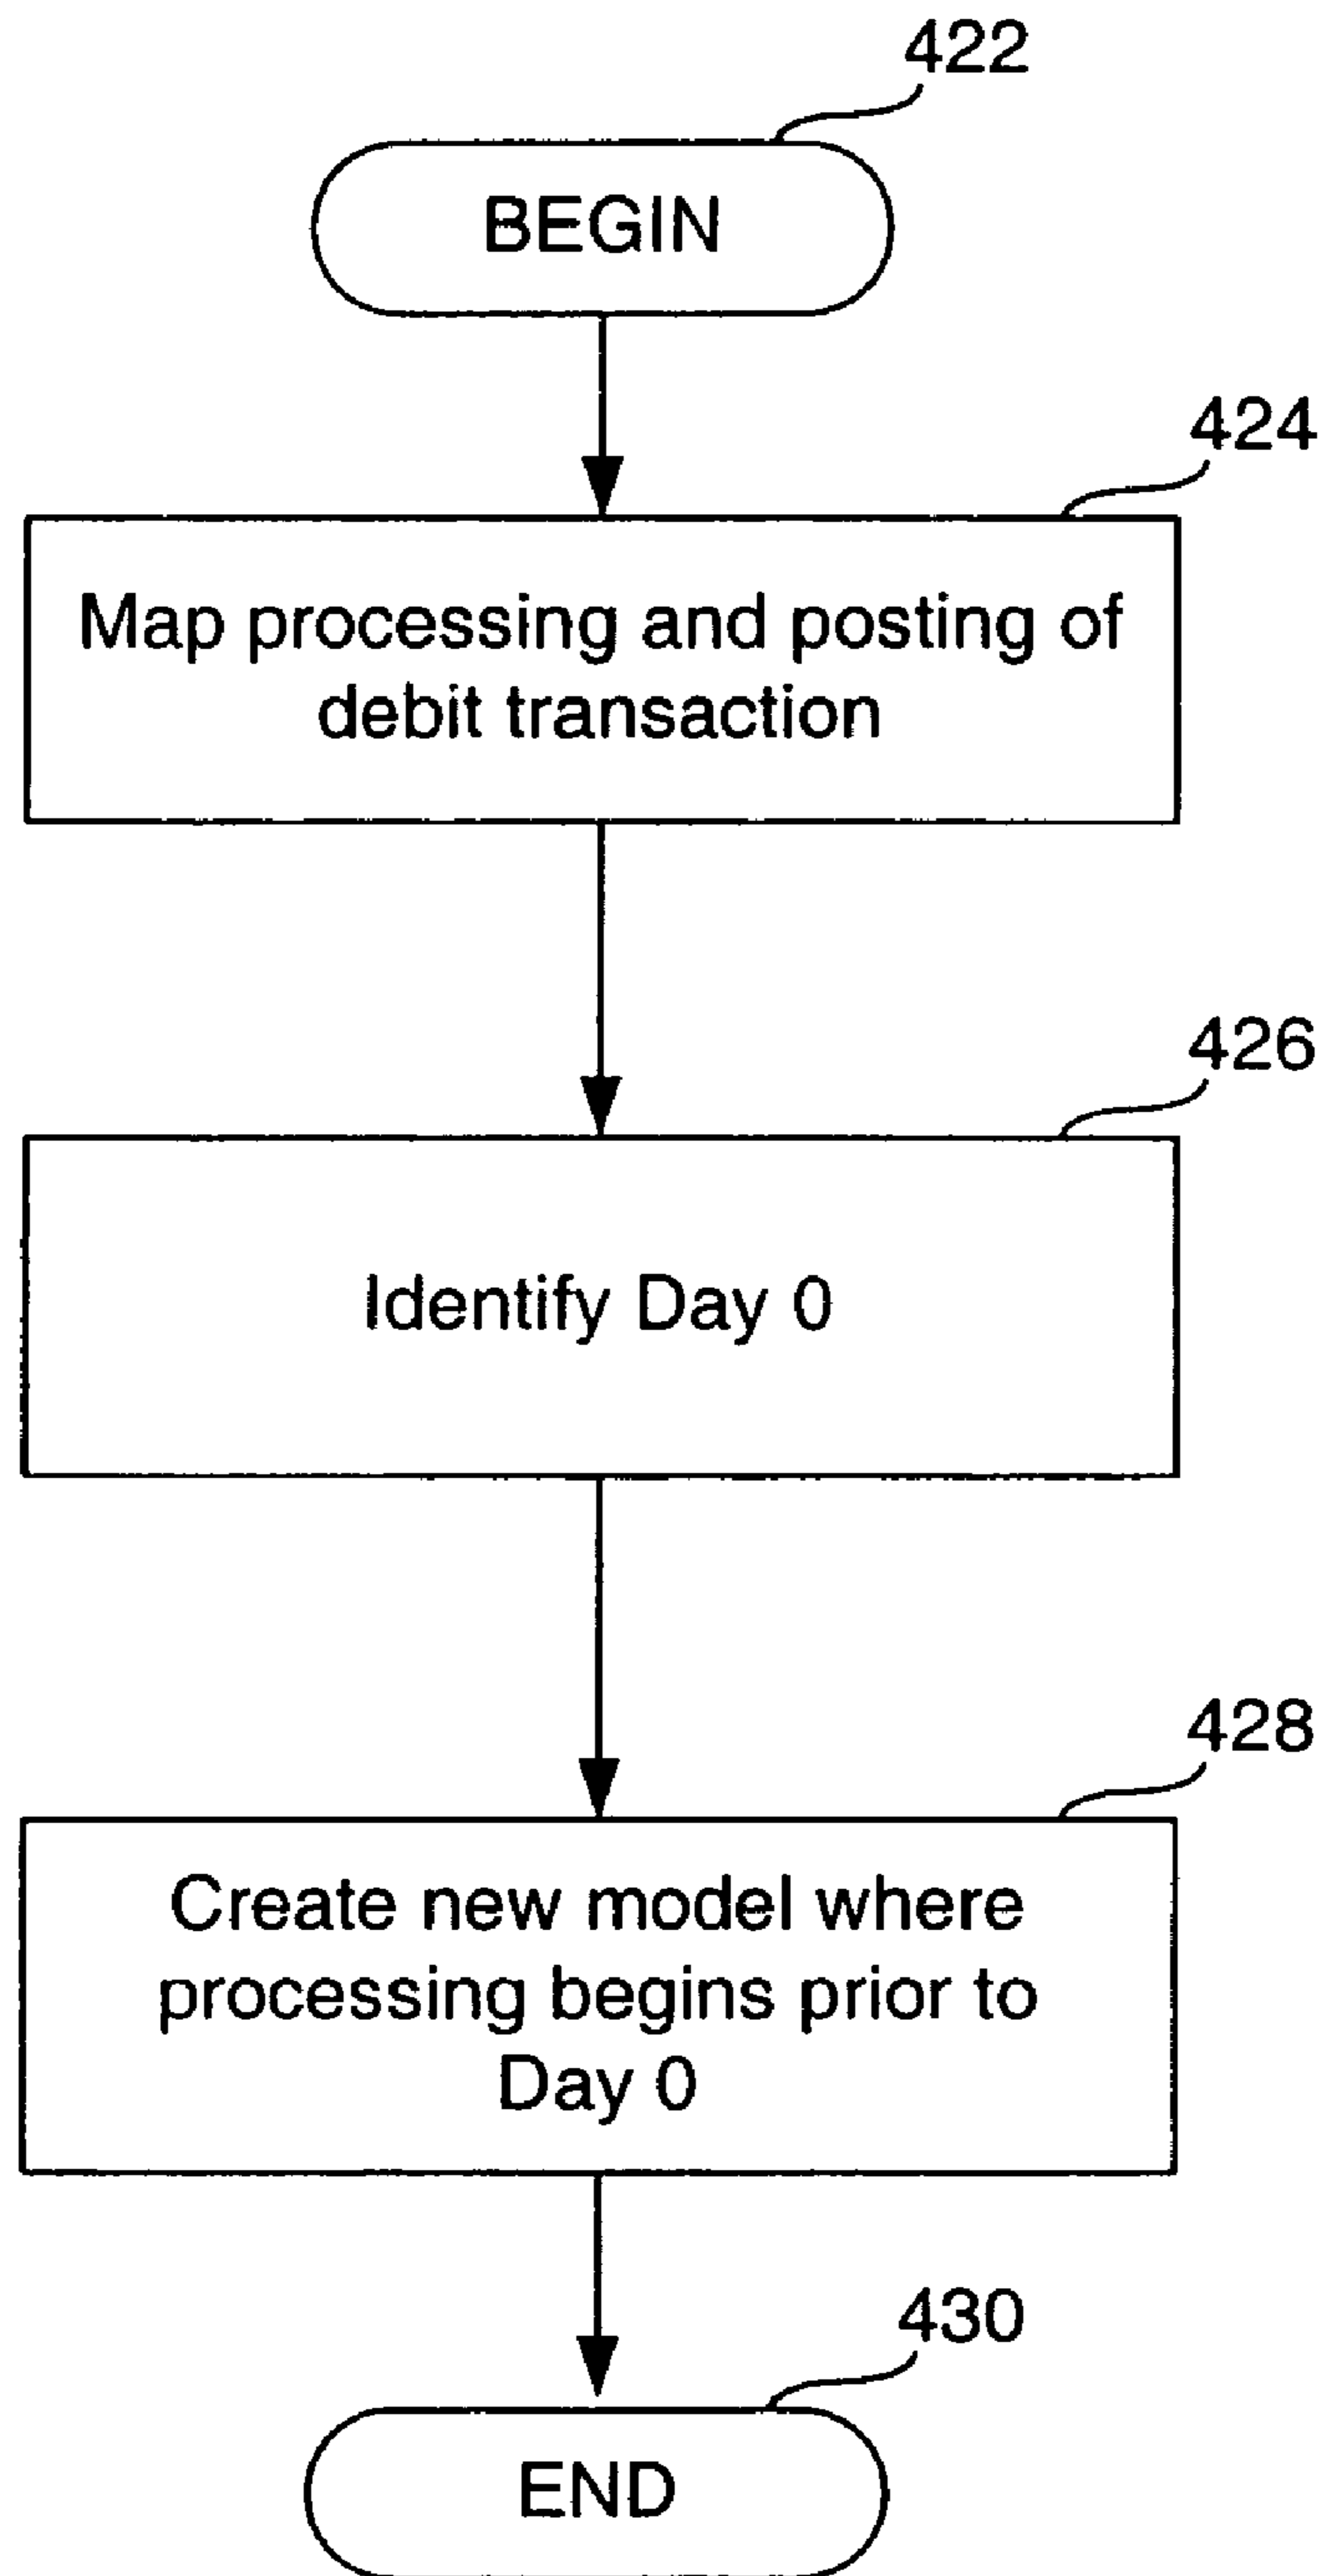 422
BEGIN
424
Map processing and posting of
debit transaction
426
Identify Day 0
428
Create new model where
processing begins prior to
Day 0
430
END